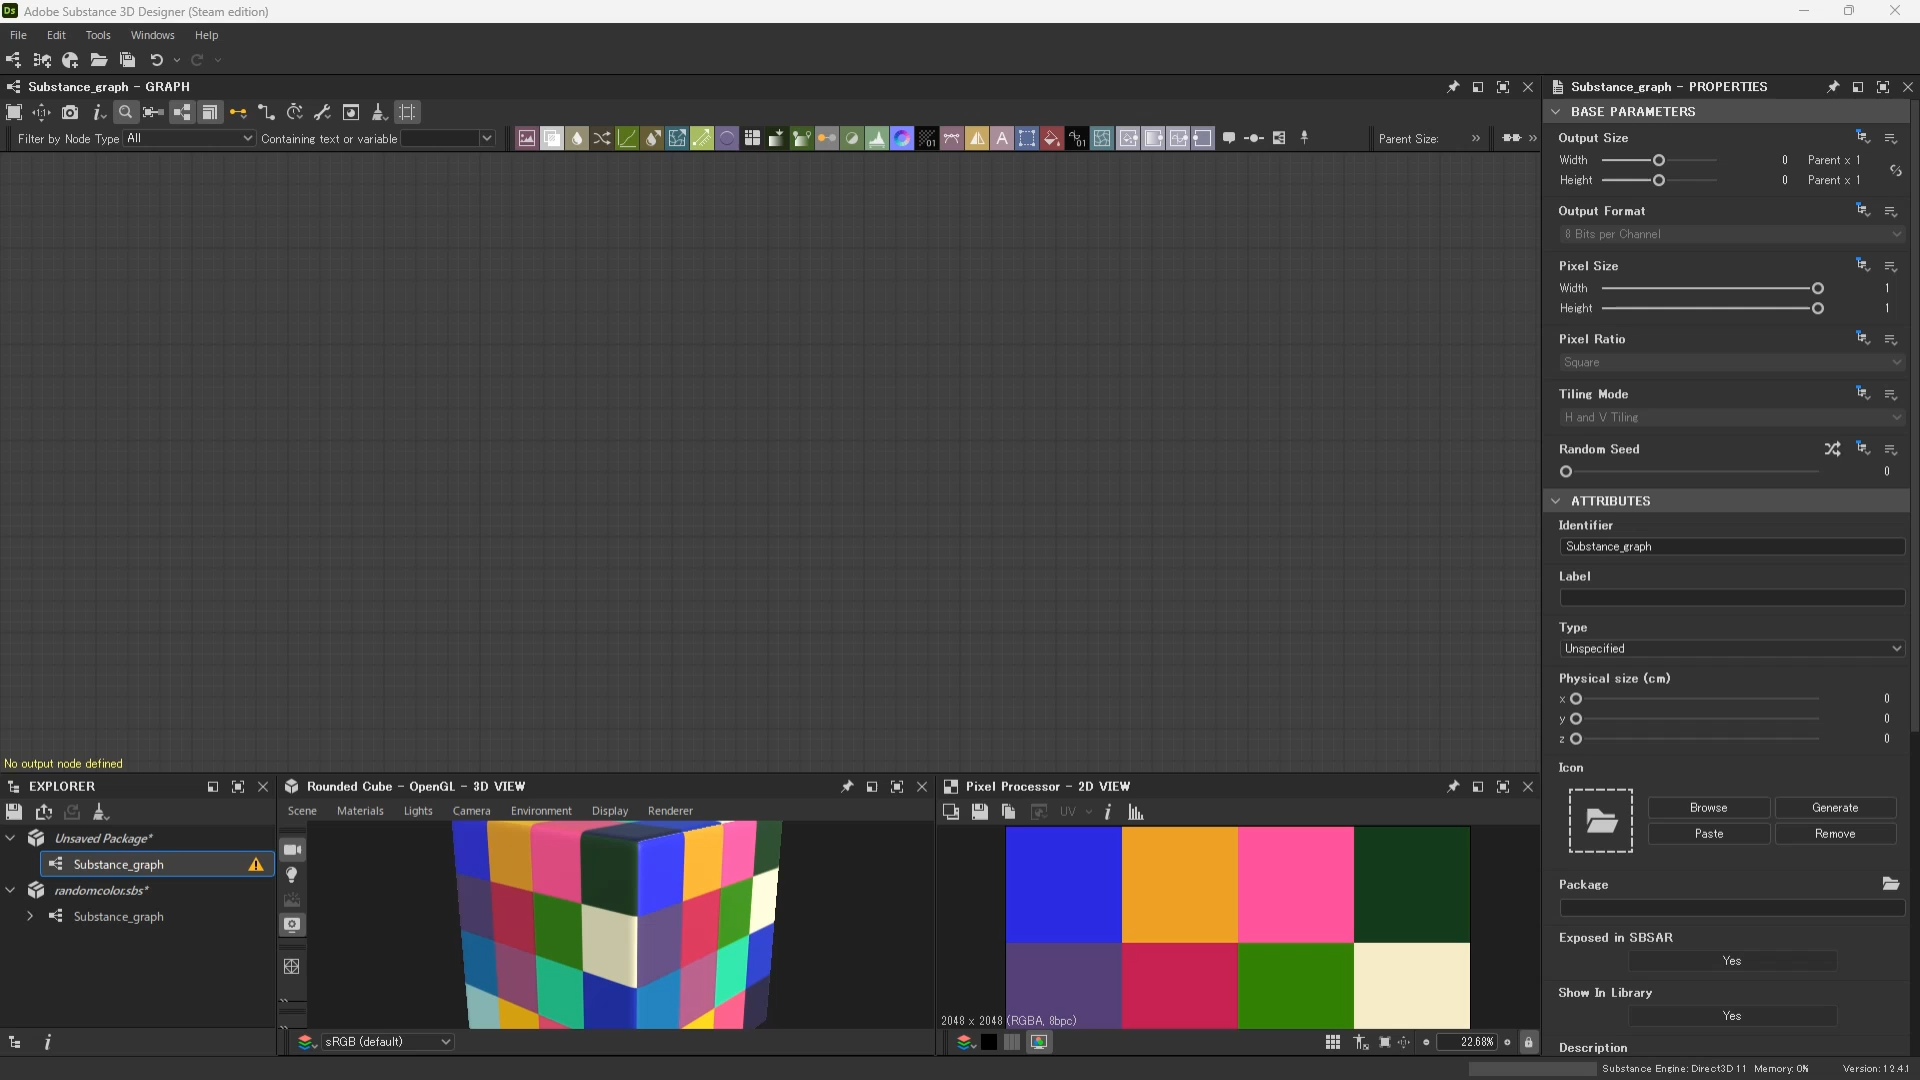 Ds Adobe Substance 3D Designer (Steam edition)
File Edit Tools Windows Help
Substance_graph - GRAPH
Filter by Node Type All Containing text or variable
Parent Size:
No output node defined
EXPLORER
Unsaved Package*
Substance_graph
randomcolor.sbs*
Substance_graph
Rounded Cube - OpenGL - 3D VIEW
Scene Materials Lights Camera Environment Display Renderer
sRGB (default)
Pixel Processor - 2D VIEW
UV
2048 x 2048 (RGBA, 8bpc)
22.68%
Substance_graph - PROPERTIES
BASE PARAMETERS
Output Size
Width 0 Parent x 1
Height 0 Parent x 1
Output Format
8 Bits per Channel
Pixel Size
Width 1
Height 1
Pixel Ratio
Square
Tiling Mode
H and V Tiling
Random Seed
0
ATTRIBUTES
Identifier
Substance_graph
Label
Type
Unspecified
Physical size (cm)
x 0
y 0
z 0
Icon
Browse Generate
Paste Remove
Package
Exposed in SBSAR
Yes
Show In Library
Yes
Description
Substance Engine: Direct3D 11 Memory: 0% Version: 12.4.1